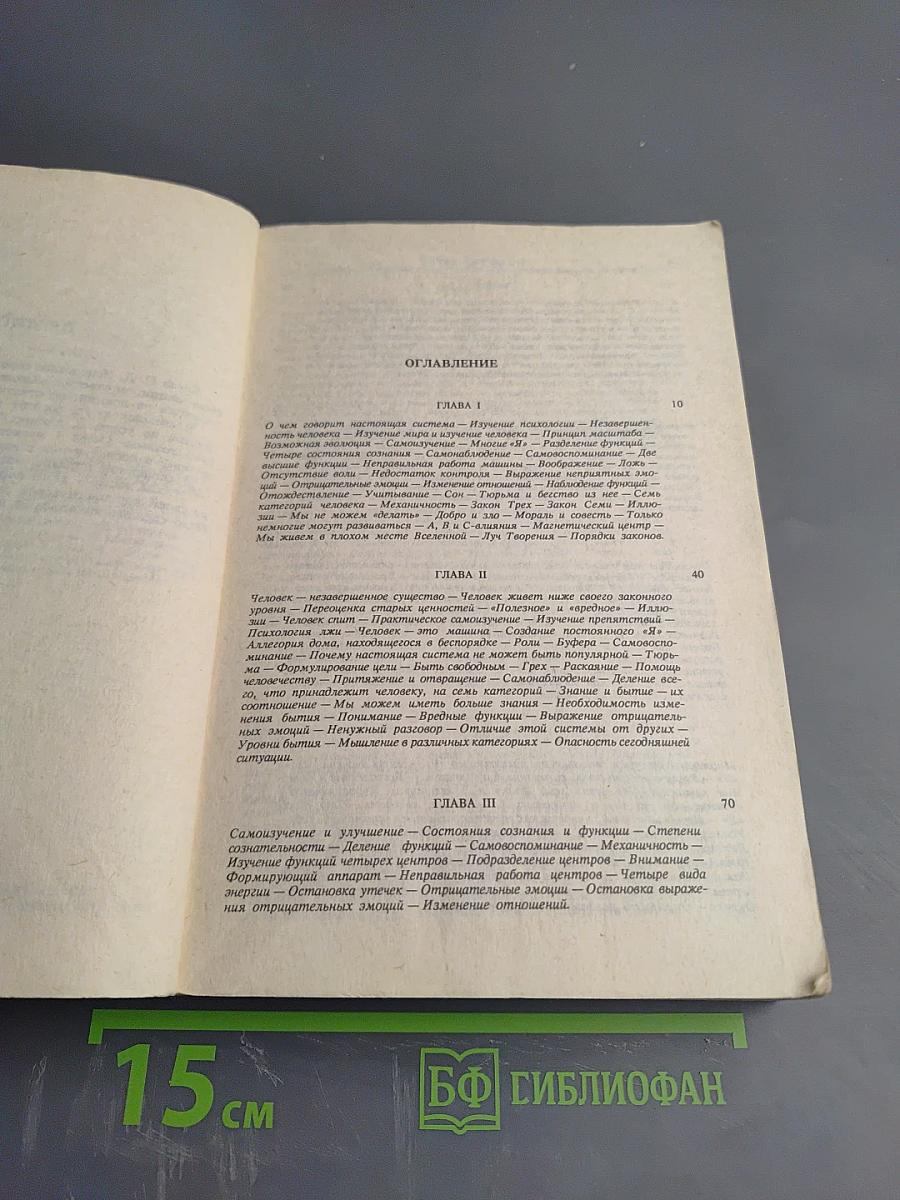 ОГЛАВЛЕНИЕ
ГЛАВА I 10
О чем говорит настоящая система — Изучение психологии — Незавершен-
ность человека — Изучение мира и изучение человека — Принцип масштаба —
Возможная эволюция — Самоизучение — Многие «Я» — Разделение функций —
Четыре состояния сознания — Самонаблюдение — Самовоспоминание — Две
высшие функции — Неправильная работа машины — Воображение — Ложь —
Отсутствие воли — Недостаток контроля — Выражение неприятных эмо-
ций — Отрицательные эмоции — Изменение отношений — Наблюдение функций —
Отождествление — Учитывание — Сон — Тюрьма и бегство из нее — Семь
категорий человека — Механичность — Закон Трех — Закон Семи — Иллю-
зии — Мы не можем «делать» — Добро и зло — Мораль и совесть — Только
немногие могут развиваться — А, В и С-влияния — Магнетический центр —
Мы живем в плохом месте Вселенной — Луч Творения — Порядки законов.
ГЛАВА II 40
Человек — незавершенное существо — Человек живет ниже своего законного
уровня — Переоценка старых ценностей — «Полезное» и «вредное» — Иллю-
зии — Человек спит — Практическое самоизучение — Изучение препятствий —
Психология лжи — Человек — это машина — Создание постоянного «Я» —
Аллегория дома, находящегося в беспорядке — Роли — Буфера — Самовоспо-
минание — Почему настоящая система не может быть популярной — Тюрь-
ма — Формулирование цели — Быть свободным — Грех — Раскаяние — Помощь
человечеству — Притяжение и отвращение — Самонаблюдение — Деление все-
го, что принадлежит человеку, на семь категорий — Знание и бытие — их
соотношение — Мы можем иметь больше знания — Необходимость изме-
нения бытия — Понимание — Вредные функции — Выражение отрицатель-
ных эмоций — Ненужный разговор — Отличие этой системы от других —
Уровни бытия — Мышление в различных категориях — Опасность сегодняшней
ситуации.
ГЛАВА III 70
Самоизучение и улучшение — Состояния сознания и функции — Степени
сознательности — Деление функций — Самовоспоминание — Механичность —
Изучение функций четырех центров — Подразделение центров — Внимание —
Формирующий аппарат — Неправильная работа центров — Четыре вида
энергии — Остановка утечек — Отрицательные эмоции — Остановка выраже-
ния отрицательных эмоций — Изменение отношений.
15 см БФ БИБЛИОФАН